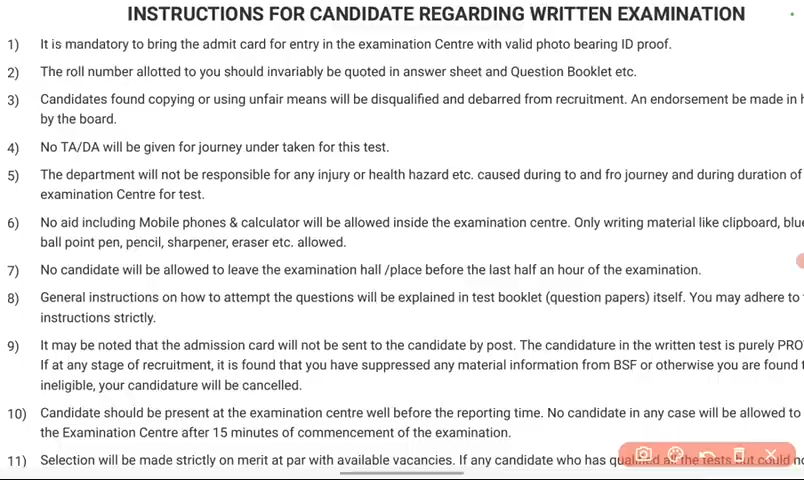 INSTRUCTIONS FOR CANDIDATE REGARDING WRITTEN EXAMINATION
1) It is mandatory to bring the admit card for entry in the examination Centre with valid photo bearing ID proof.
2) The roll number allotted to you should invariably be quoted in answer sheet and Question Booklet etc.
3) Candidates found copying or using unfair means will be disqualified and debarred from recruitment. An endorsement be made in
by the board.
4) No TA/DA will be given for journey under taken for this test.
5) The department will not be responsible for any injury or health hazard etc. caused during to and fro journey and during duration of
examination Centre for test.
6) No aid including Mobile phones & calculator will be allowed inside the examination centre. Only writing material like clipboard,
ball point pen, pencil, sharpener, eraser etc. allowed.
7) No candidate will be allowed to leave the examination hall /place before the last half an hour of the examination.
8) General instructions on how to attempt the questions will be explained in test booklet (question papers) itself. You may adhere to
instructions strictly.
9) It may be noted that the admission card will not be sent to the candidate by post. The candidature in the written test is purely
If at any stage of recruitment, it is found that you have suppressed any material information from BSF or otherwise you are found
ineligible, your candidature will be cancelled.
10) Candidate should be present at the examination centre well before the reporting time. No candidate in any case will be allowed to
the Examination Centre after 15 minutes of commencement of the examination.
11) Selection will be made strictly on merit at par with available vacancies. If any candidate who has qualified all the tests but could